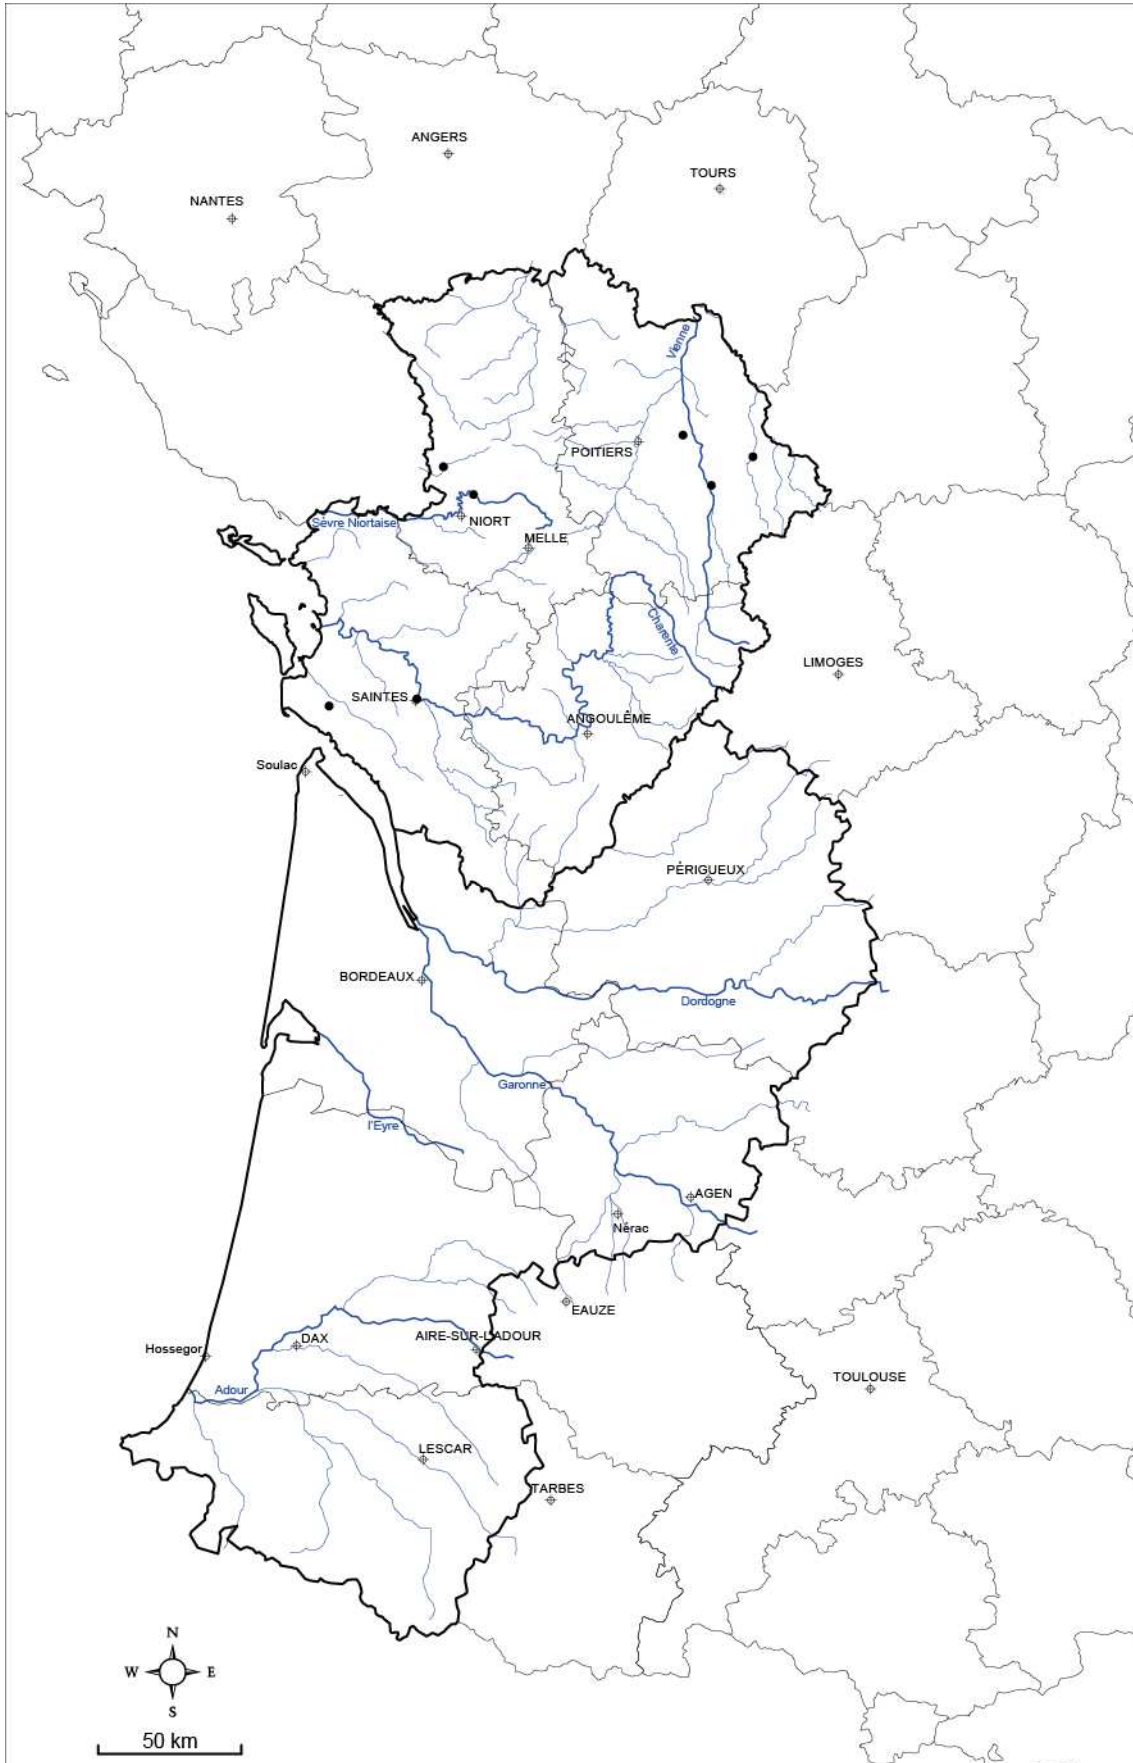 ANGERS
TOURS
NANTES
Vienne
POITIERS
Sèvre Niortaise
NIORT
MELLE
Charente
LIMOGES
SAINTES
ANGOULÊME
Soulac
PÉRIGUEUX
BORDEAUX
Dordogne
Garonne
l'Eyre
AGEN
Nérac
EAUZE
AIRE-SUR-L'ADOUR
DAX
Hossegor
TOULOUSE
Adour
LESCAR
TARBES
N
W E
S
50 km